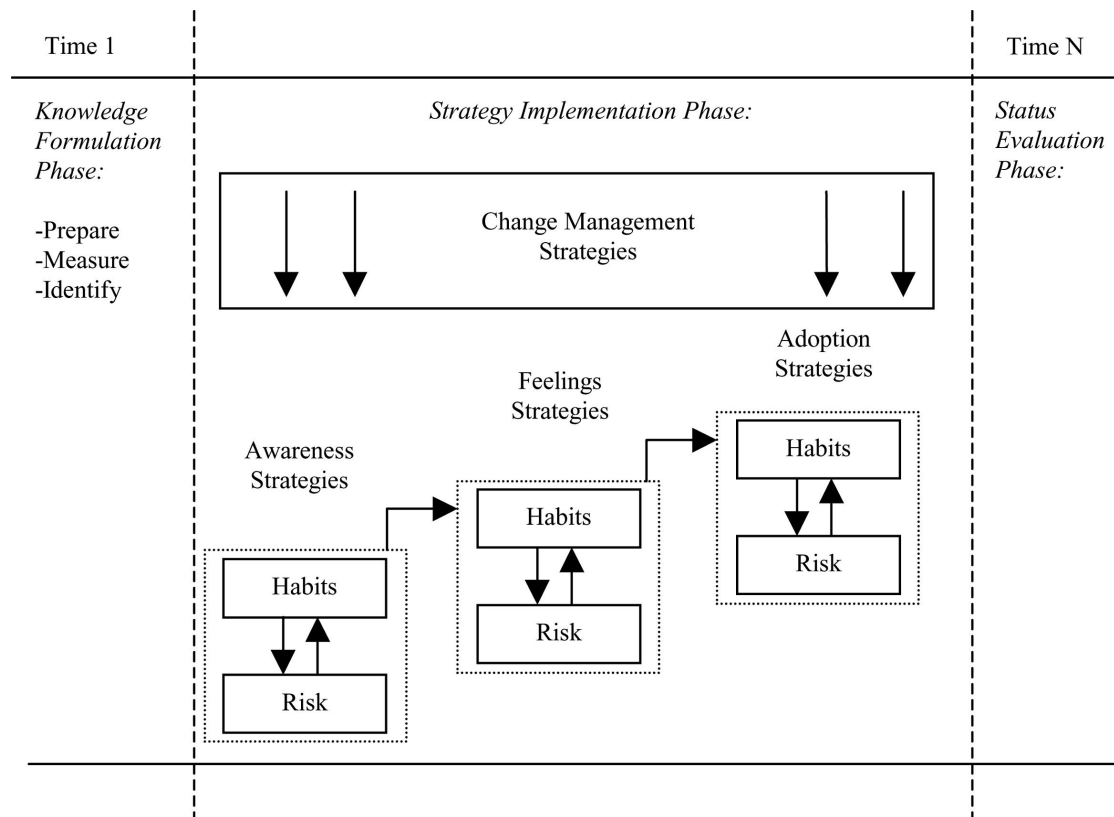 Time 1
Time N
Knowledge
Formulation
Phase:
-Prepare
-Measure
-Identify
Strategy Implementation Phase:
Change Management
Strategies
Awareness
Strategies
Habits
Risk
Feelings
Strategies
Habits
Risk
Adoption
Strategies
Habits
Risk
Status
Evaluation
Phase: